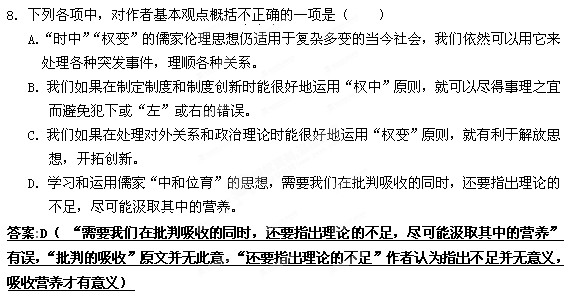 8. 下列各项中，对作者基本观点概括不正确的一项是（　　）
A.“时中”“权变”的儒家伦理思想仍适用于复杂多变的当今社会，我们依然可以用它来
处理各种突发事件，理顺各种关系。
B. 我们如果在制定制度和制度创新时能很好地运用“权中”原则，就可以尽得事理之宜
而避免犯下或“左”或右的错误。
C. 我们如果在处理对外关系和政治理论时能很好地运用“权变”原则，就有利于解放思
想，开拓创新。
D. 学习和运用儒家“中和位育”的思想，需要我们在批判吸收的同时，还要指出理论的
不足，尽可能汲取其中的营养。
答案:D（ “需要我们在批判吸收的同时，还要指出理论的不足，尽可能汲取其中的营养”
有误，“批判的吸收”原文并无此意，“还要指出理论的不足”作者认为指出不足并无意义，
吸收营养才有意义）